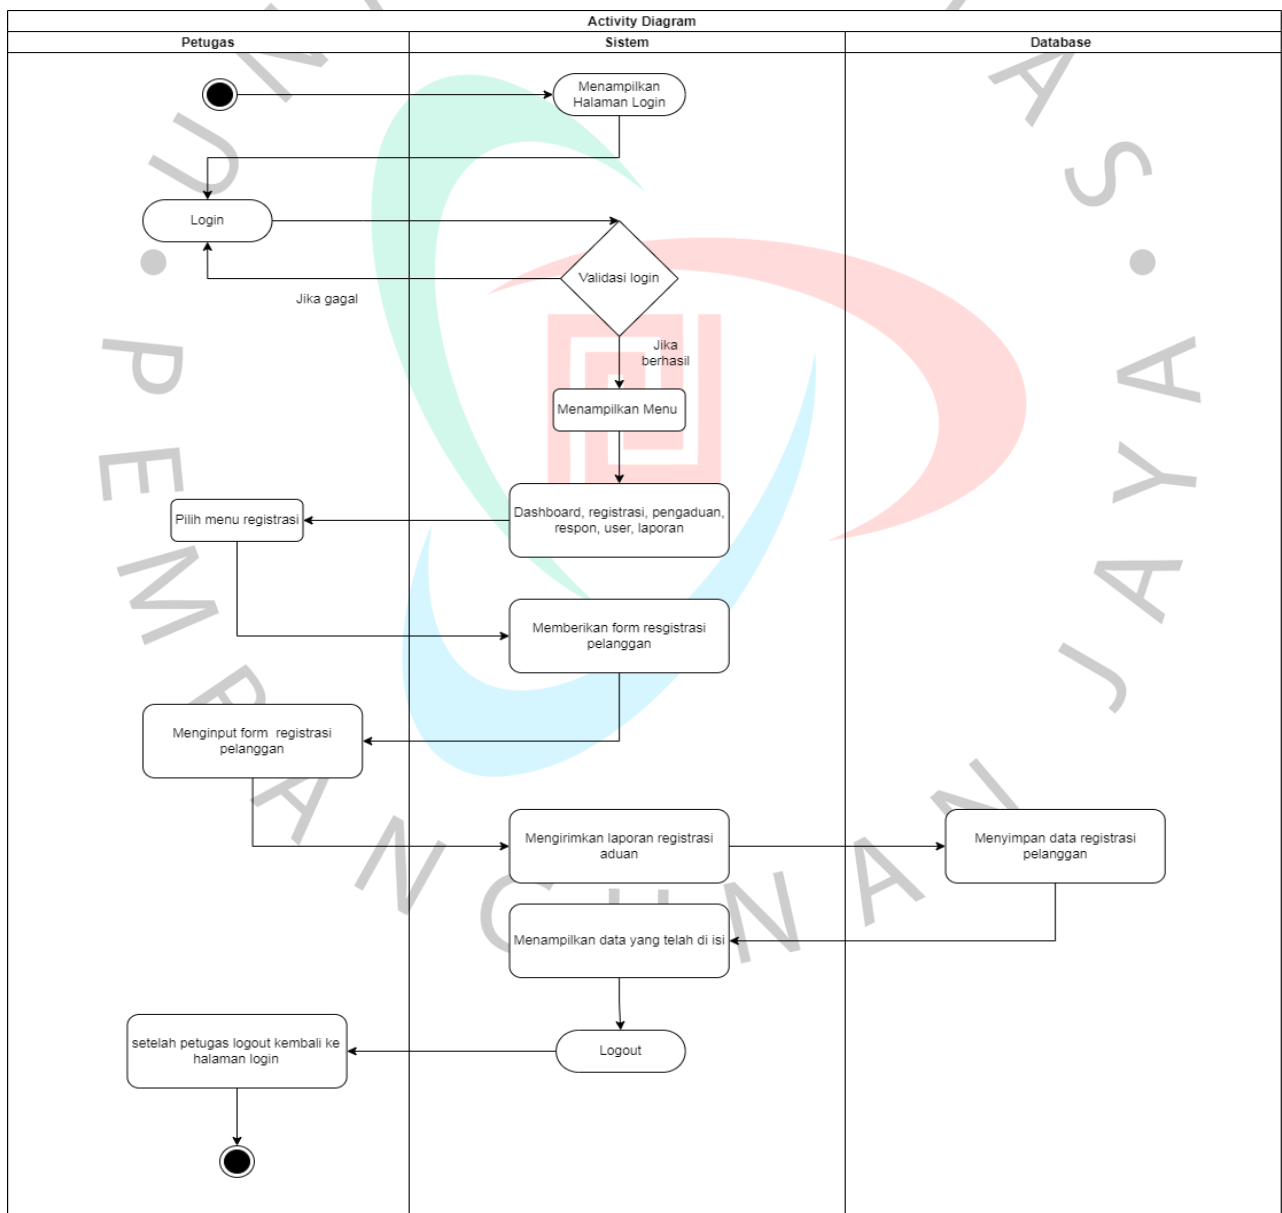 Activity Diagram
Petugas
Sistem
Database
Menampilkan
Halaman Login
Login
Validasi login
Jika gagal
Jika
berhasil
Menampilkan Menu
Dashboard, registrasi, pengaduan,
respon, user, laporan
Pilih menu registrasi
Memberikan form resgistrasi
pelanggan
Menginput form registrasi
pelanggan
Mengirimkan laporan registrasi
aduan
Menyimpan data registrasi
pelanggan
Menampilkan data yang telah di isi
Logout
setelah petugas logout kembali ke
halaman login
PEMBANGUNAN JAYA